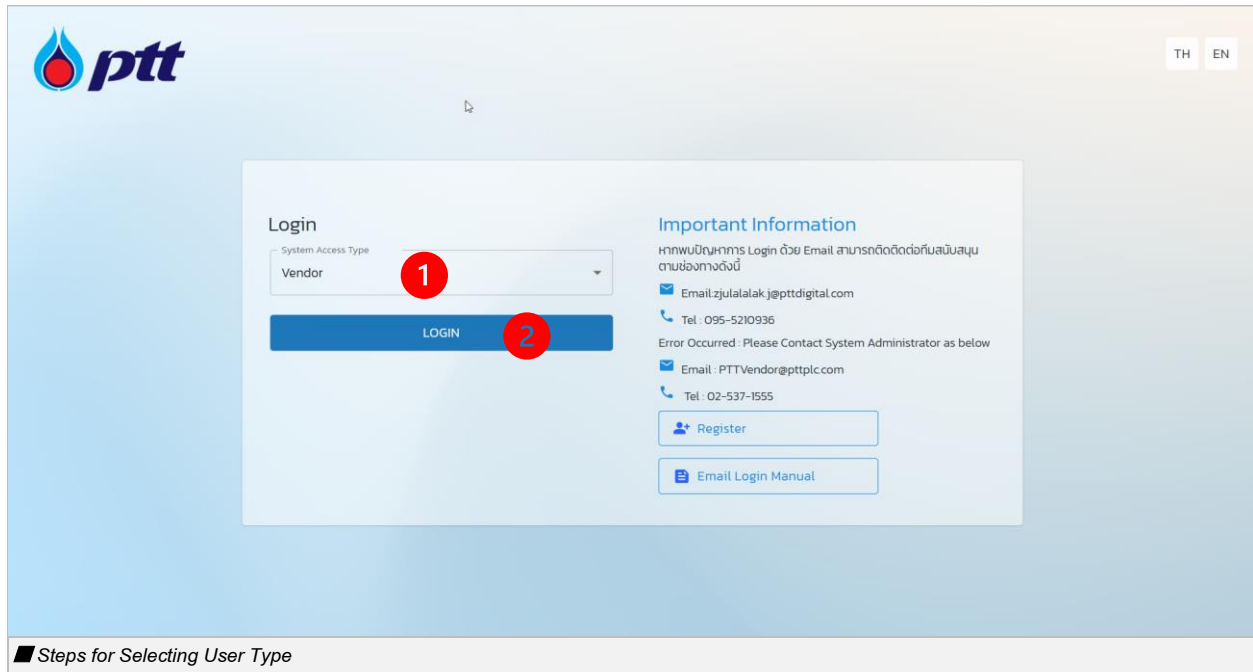 ptt
TH EN
Login
System Access Type
Vendor
1
LOGIN
2
Important Information
หากพบปัญหาการ Login ด้วย Email สามารถติดติดต่อทีมสนับสนุน
ตามช่องทางดังนี้
Email:zjulalalak.j@pttdigital.com
Tel : 095-5210936
Error Occurred : Please Contact System Administrator as below
Email : PTTVendor@pttplc.com
Tel : 02-537-1555
Register
Email Login Manual
Steps for Selecting User Type